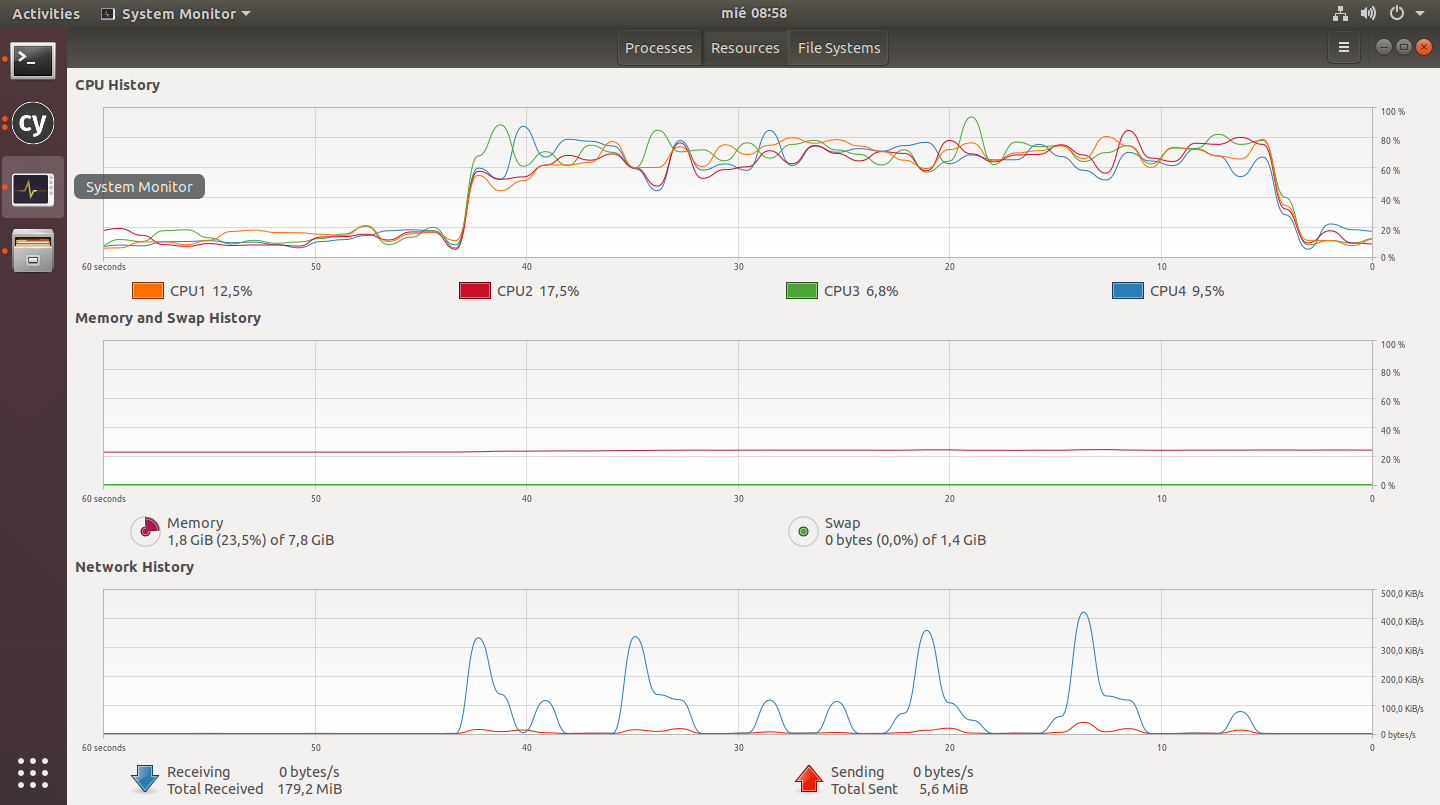 Activities System Monitor mié 08:58
Processes Resources File Systems
cy
System Monitor
CPU History
100 %
80 %
60 %
40 %
20 %
0 %
60 seconds 50 40 30 20 10 0
CPU1 12,5% CPU2 17,5% CPU3 6,8% CPU4 9,5%
Memory and Swap History
100 %
80 %
60 %
40 %
20 %
0 %
60 seconds 50 40 30 20 10 0
Memory
1,8 GiB (23,5%) of 7,8 GiB
Swap
0 bytes (0,0%) of 1,4 GiB
Network History
500,0 KiB/s
400,0 KiB/s
300,0 KiB/s
200,0 KiB/s
100,0 KiB/s
0 bytes/s
60 seconds 50 40 30 20 10 0
Receiving 0 bytes/s
Total Received 179,2 MiB
Sending 0 bytes/s
Total Sent 5,6 MiB